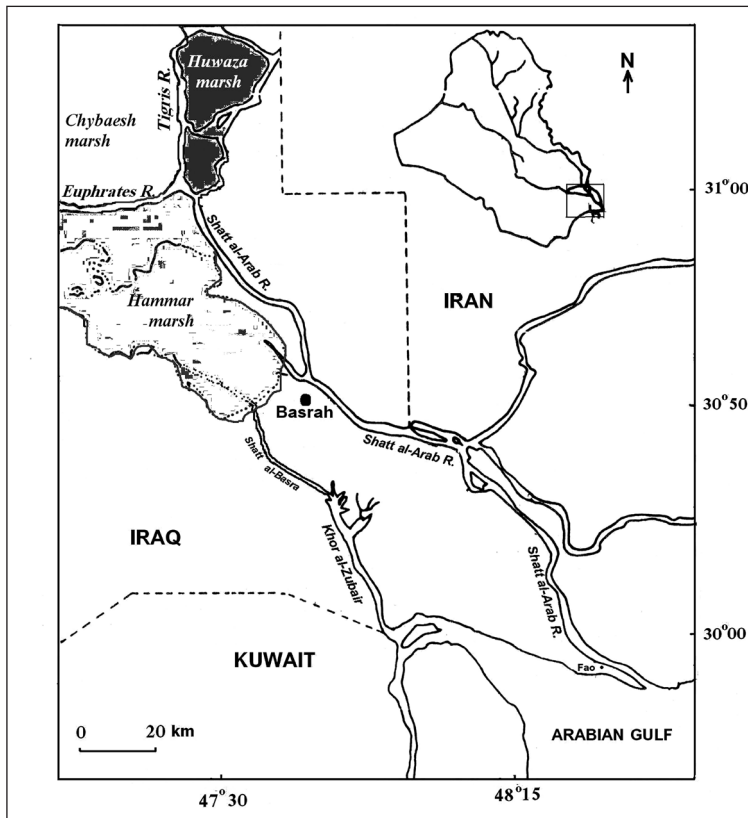 Huwaza
marsh
Tigris R.
N
Chybaesh
marsh
Euphrates R.
31°00
Shatt al-Arab R.
IRAN
Hammar
marsh
Basrah
30°50
Shatt al-Arab R.
Shatt
al-Basra
IRAQ
Khor al-Zubair
Shatt al-Arab R.
30°00
KUWAIT
Fao
0 20 km
ARABIAN GULF
47°30
48°15